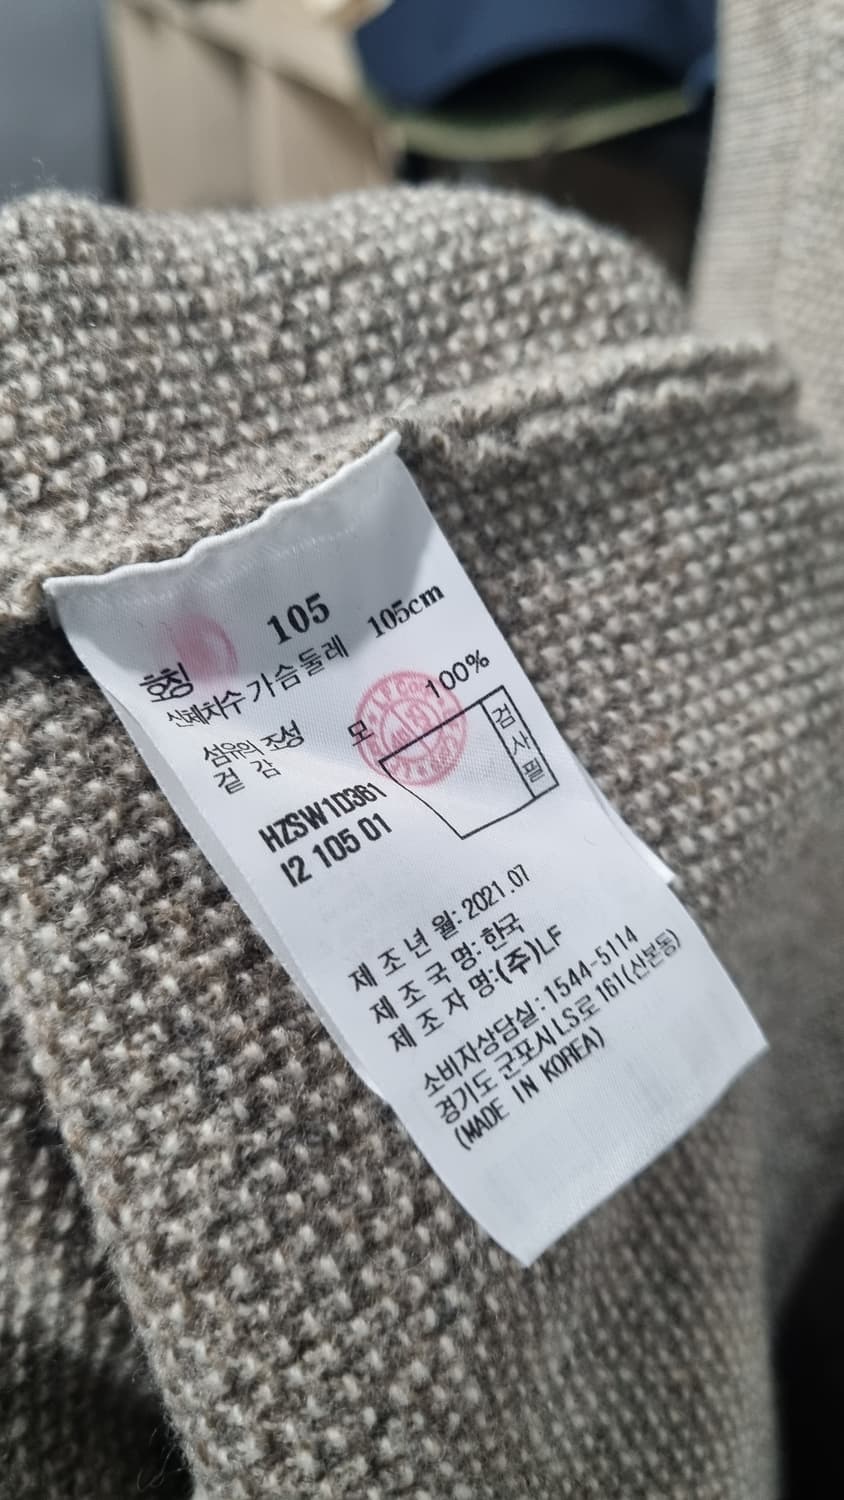 호칭 105
신체치수 가슴둘레 105cm
섬유의 조성
겉 감 모 100%
검사필
HZSW1D361
I2 105 01
제 조 년 월: 2021.07
제 조 국 명: 한국
제 조 자 명:(주)LF
소비자상담실: 1544-5114
경기도 군포시 LS로 161(산본동)
(MADE IN KOREA)